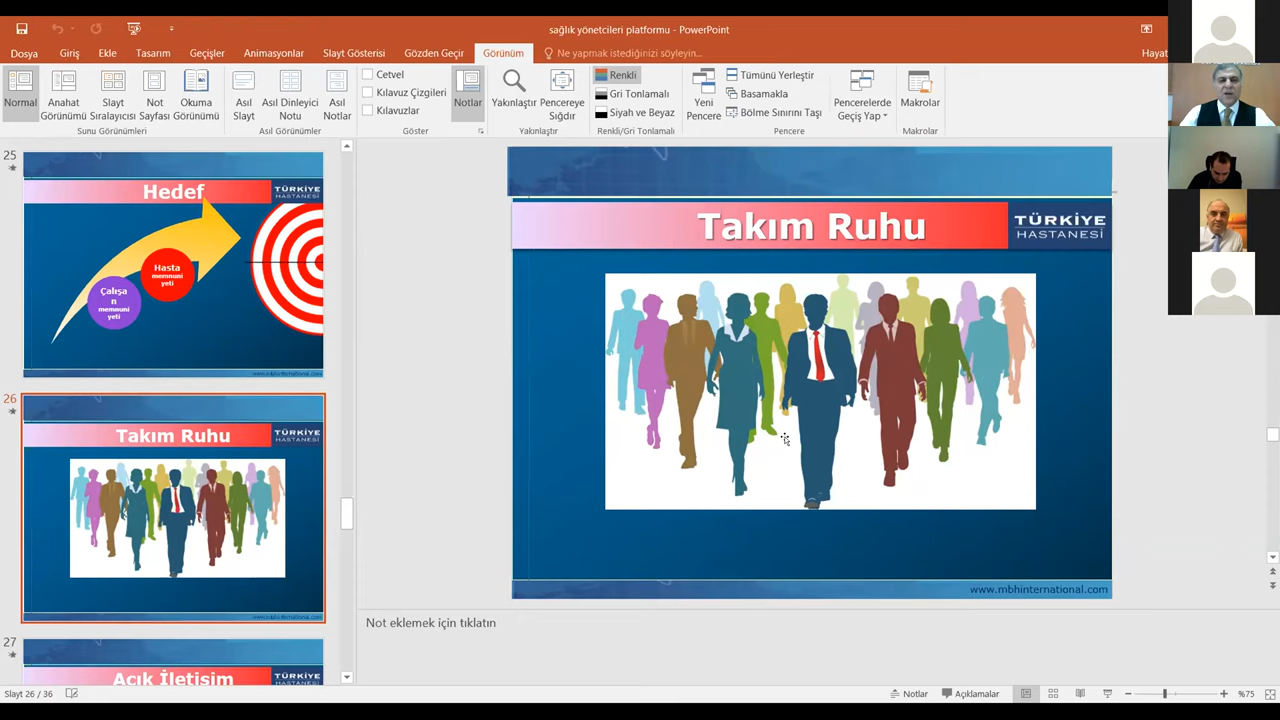 sağlık yönetcileri platformu - PowerPoint
Dosya Giriş Ekle Tasarım Geçişler Animasyonlar Slayt Gösterisi Gözden Geçir Görünüm Ne yapmak istediğinizi söyleyin... Hayat
Normal
Anahat Görünümü
Slayt Sıralayıcısı
Not Sayfası
Okuma Görünümü
Sunu Görünümleri
Asıl Slayt
Asıl Dinleyici Notu
Asıl Notlar
Asıl Görünümler
Cetvel
Kılavuz Çizgileri
Kılavuzlar
Notlar
Göster
Yakınlaştır
Pencereye Sığdır
Yakınlaştır
Renkli
Gri Tonlamalı
Siyah ve Beyaz
Renkli/Gri Tonlamalı
Yeni Pencere
Tümünü Yerleştir
Basamakla
Bölme Sınırını Taşı
Pencerelerde Geçiş Yap
Pencere
Makrolar
Makrolar
25
Hedef
TÜRKİYE
HASTANESİ
Hasta
memnuni
yeti
Çalışa
n
memnuni
yeti
26
Takım Ruhu
TÜRKİYE
HASTANESİ
27
Açık İletişim
TÜRKİYE
Takım Ruhu
TÜRKİYE
HASTANESİ
www.mbhinternational.com
Not eklemek için tıklatın
Slayt 26 / 36
Notlar
Açıklamalar
%75